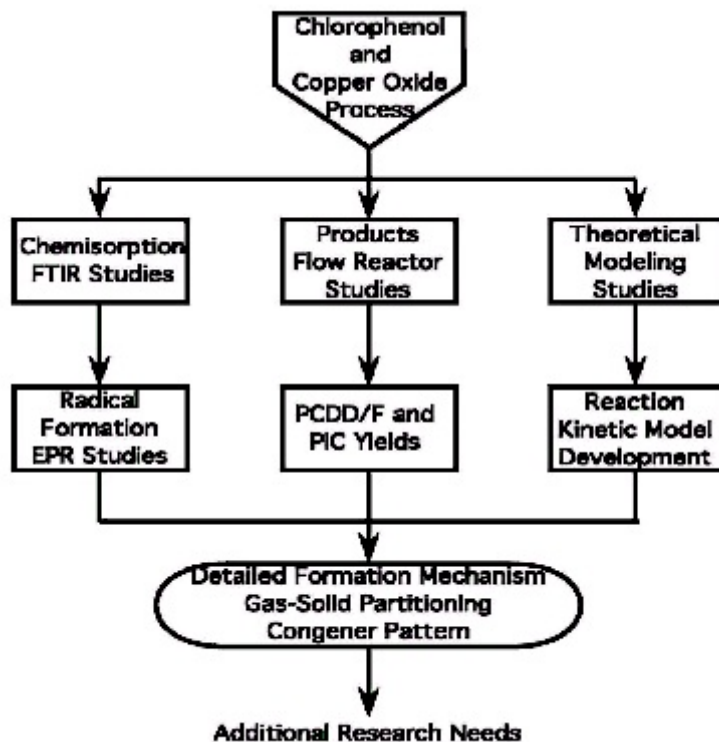 Chlorophenol
and
Copper Oxide
Process
Chemisorption
FTIR Studies
Products
Flow Reactor
Studies
Theoretical
Modeling
Studies
Radical
Formation
EPR Studies
PCDD/F and
PIC Yields
Reaction
Kinetic Model
Development
Detailed Formation Mechanism
Gas-Solid Partitioning
Congener Pattern
Additional Research Needs